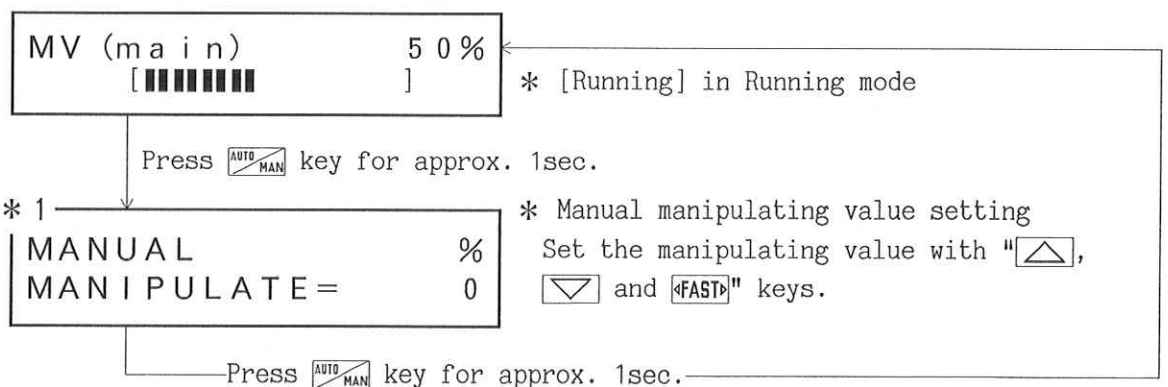 MV (main) 50%
[▮▮▮▮▮▮▮▮ ]
* [Running] in Running mode
Press AUTO/MAN key for approx. 1sec.
*1
MANUAL %
MANIPULATE= 0
* Manual manipulating value setting
Set the manipulating value with "△,
▽ and ◁FAST▷" keys.
Press AUTO/MAN key for approx. 1sec.